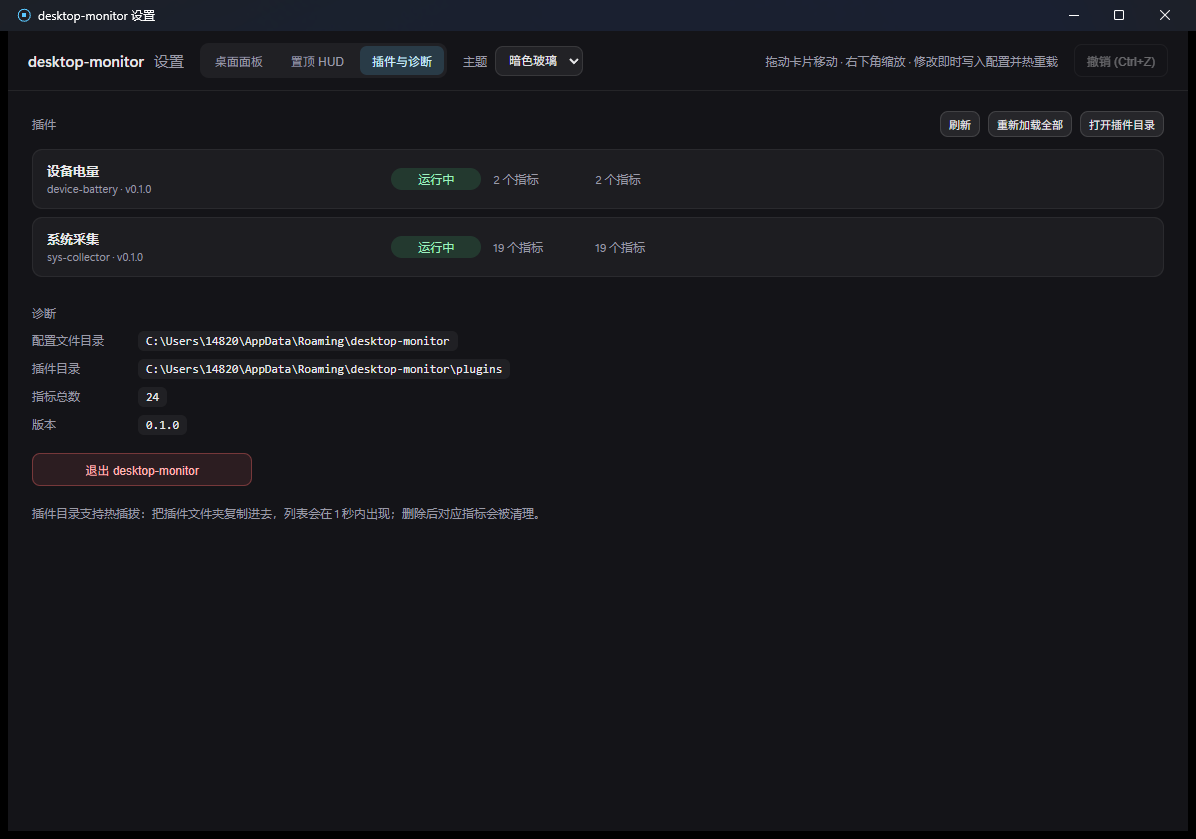 desktop-monitor 设置
desktop-monitor 设置 桌面面板 置顶 HUD 插件与诊断 主题 暗色玻璃 拖动卡片移动 · 右下角缩放 · 修改即时写入配置并热重载 撤销 (Ctrl+Z)
插件 刷新 重新加载全部 打开插件目录
设备电量
device-battery · v0.1.0
运行中 2 个指标 2 个指标
系统采集
sys-collector · v0.1.0
运行中 19 个指标 19 个指标
诊断
配置文件目录 C:\Users\14820\AppData\Roaming\desktop-monitor
插件目录 C:\Users\14820\AppData\Roaming\desktop-monitor\plugins
指标总数 24
版本 0.1.0
退出 desktop-monitor
插件目录支持热插拔：把插件文件夹复制进去，列表会在 1 秒内出现；删除后对应指标会被清理。